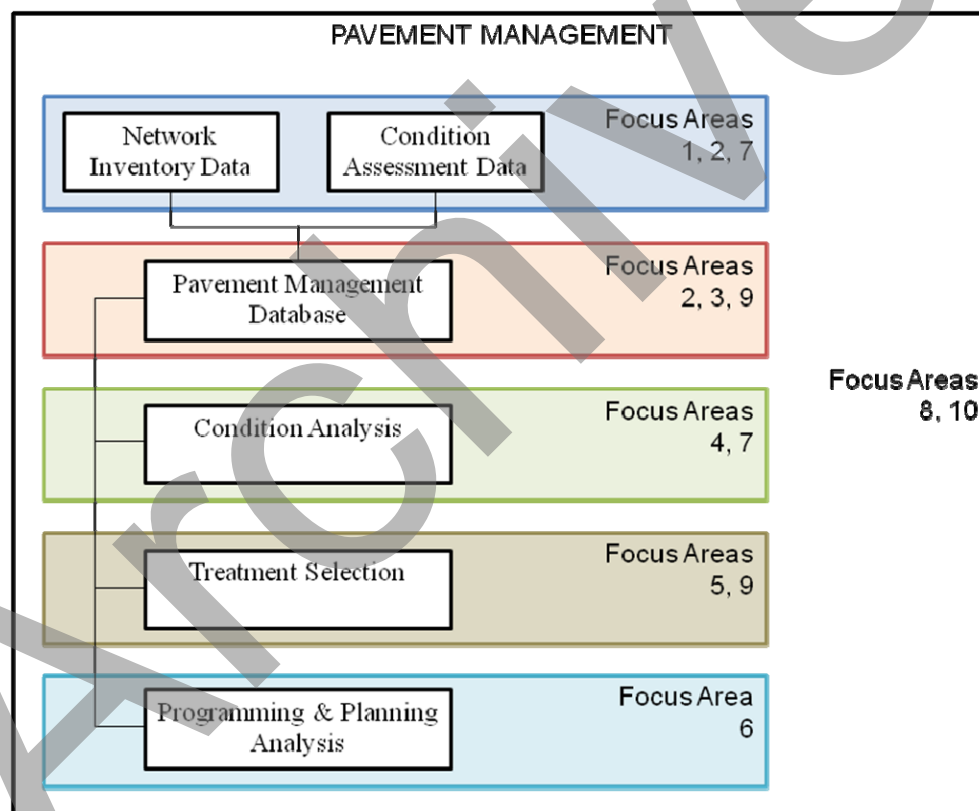 PAVEMENT MANAGEMENT
Network
Inventory Data
Condition
Assessment Data
Focus Areas
1, 2, 7
Pavement Management
Database
Focus Areas
2, 3, 9
Condition Analysis
Focus Areas
4, 7
Focus Areas
8, 10
Treatment Selection
Focus Areas
5, 9
Programming & Planning
Analysis
Focus Area
6
Archive